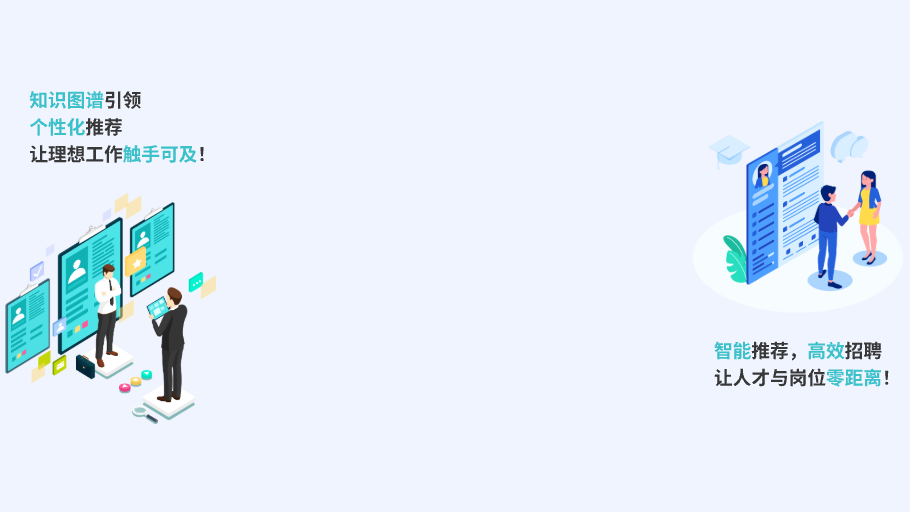 知识图谱引领
个性化推荐
让理想工作触手可及！
智能推荐，高效招聘
让人才与岗位零距离！